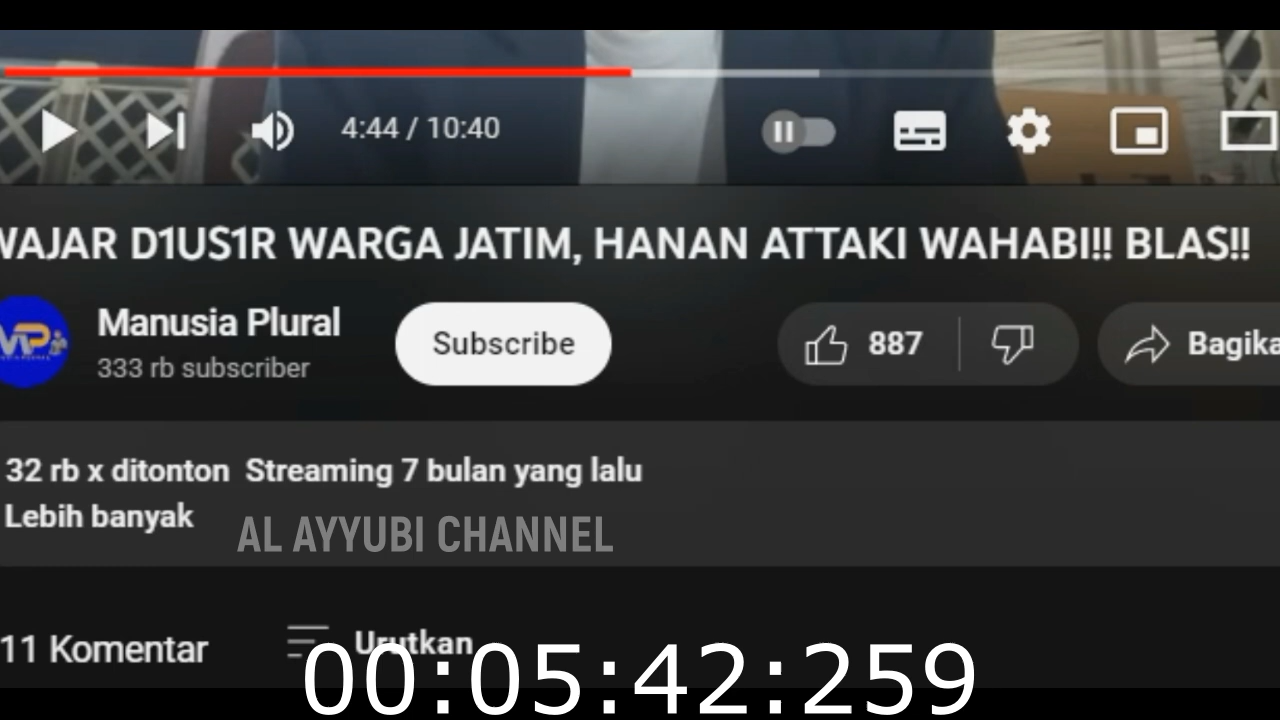 4:44 / 10:40
WAJAR D1US1R WARGA JATIM, HANAN ATTAKI WAHABI!! BLAS!!
Manusia Plural
333 rb subscriber
Subscribe
887
Bagika
32 rb x ditonton Streaming 7 bulan yang lalu
Lebih banyak
AL AYYUBI CHANNEL
11 Komentar
Urutkan
00:05:42:259